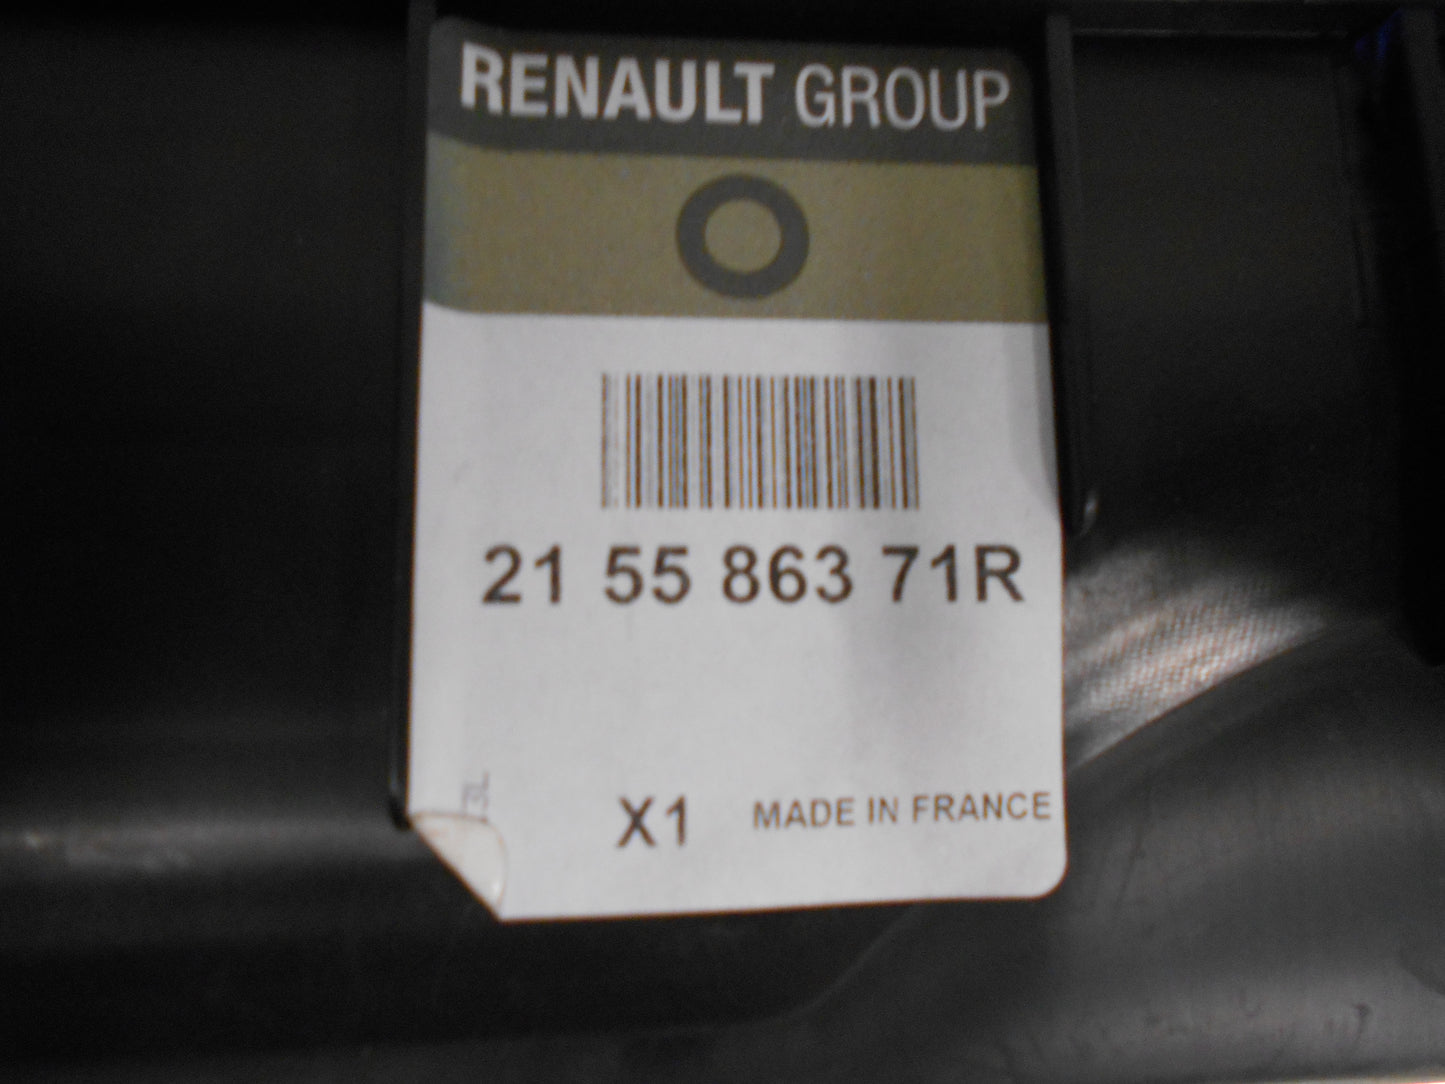 RENAULT GROUP
21 55 863 71R
X1 MADE IN FRANCE